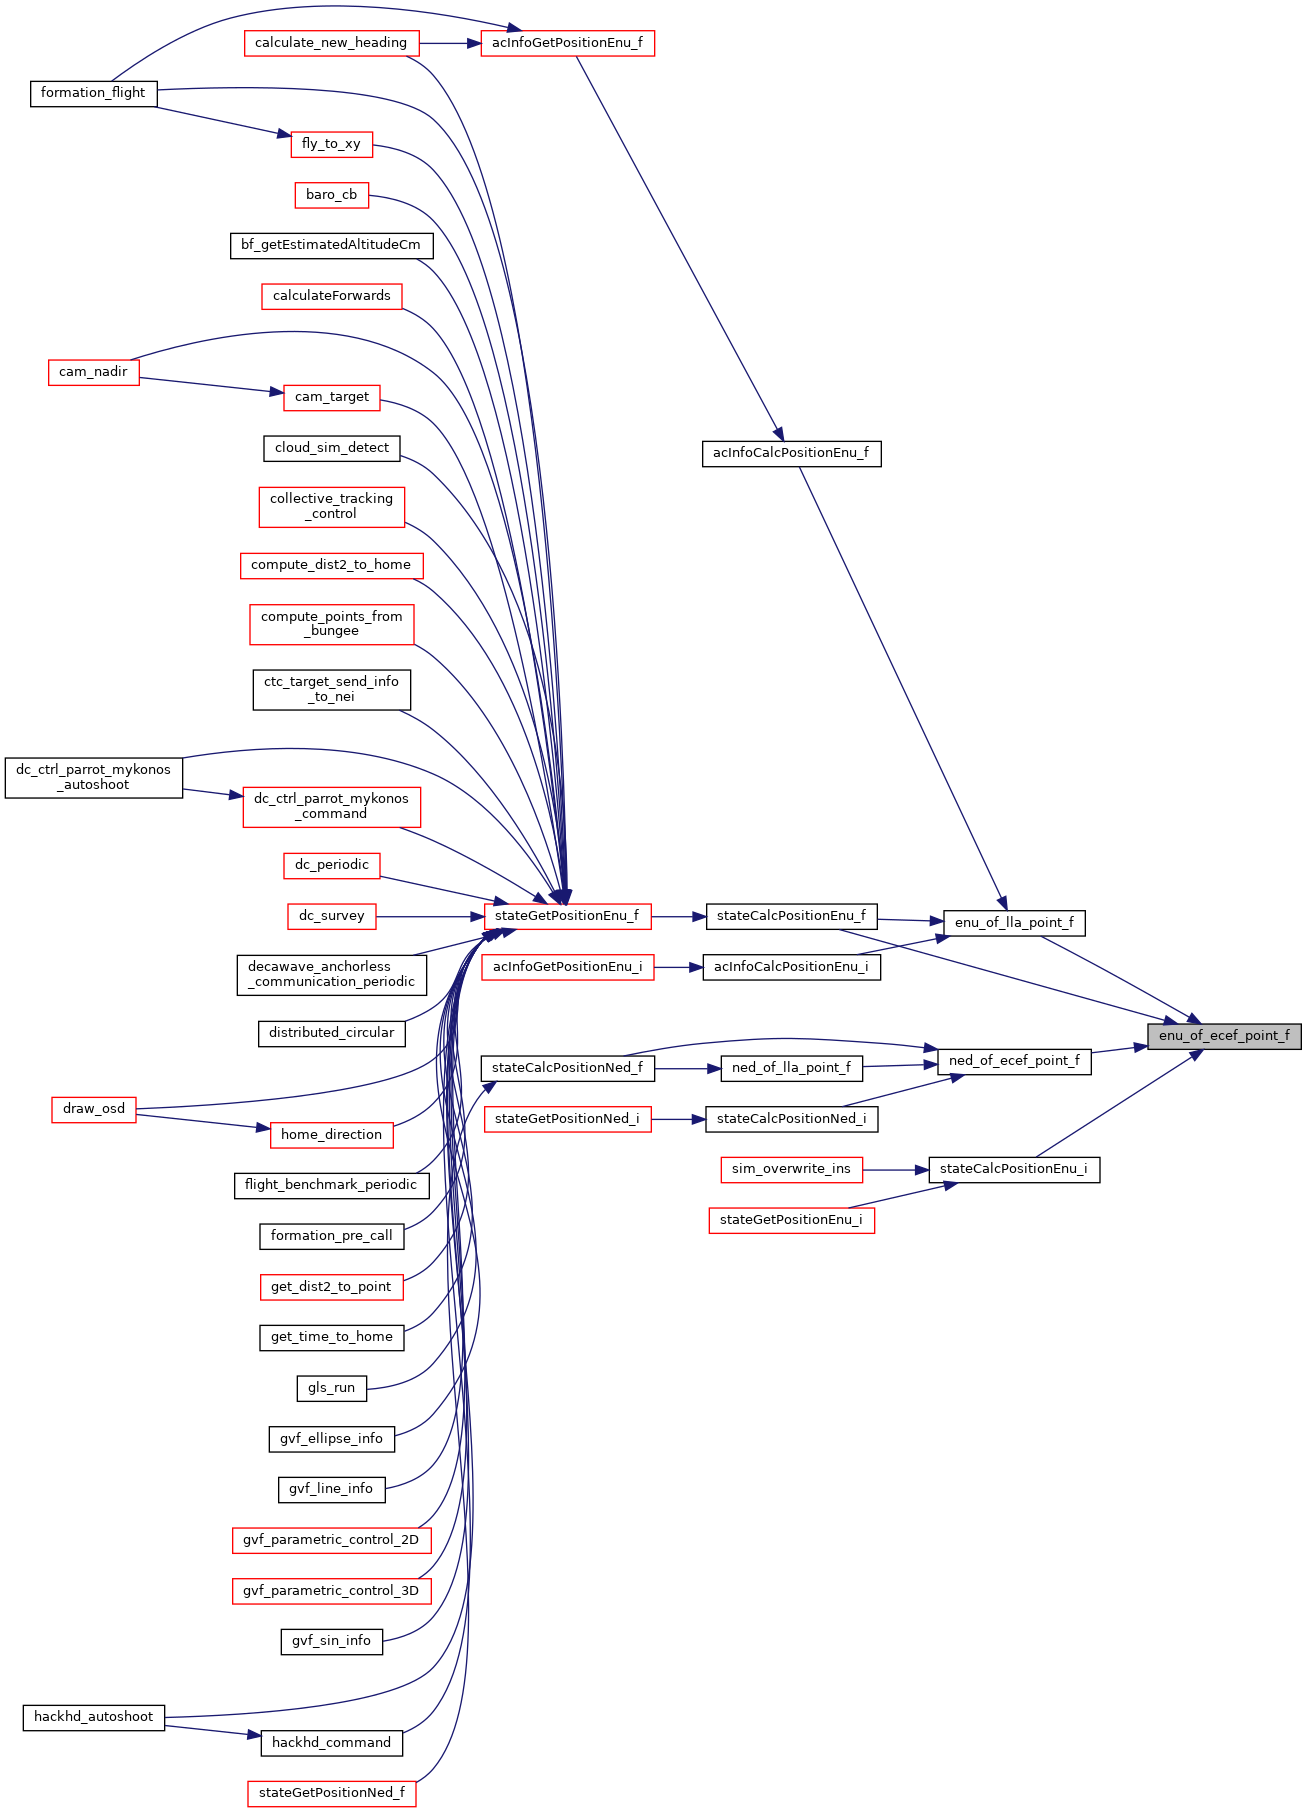 calculate_new_heading
acInfoGetPositionEnu_f
formation_flight
fly_to_xy
baro_cb
bf_getEstimatedAltitudeCm
calculateForwards
cam_nadir
cam_target
cloud_sim_detect
acInfoCalcPositionEnu_f
collective_tracking
_control
compute_dist2_to_home
compute_points_from
_bungee
ctc_target_send_info
_to_nei
dc_ctrl_parrot_mykonos
_autoshoot
dc_ctrl_parrot_mykonos
_command
dc_periodic
dc_survey
stateGetPositionEnu_f
stateCalcPositionEnu_f
enu_of_lla_point_f
decawave_anchorless
_communication_periodic
acInfoGetPositionEnu_i
acInfoCalcPositionEnu_i
distributed_circular
enu_of_ecef_point_f
stateCalcPositionNed_f
ned_of_lla_point_f
ned_of_ecef_point_f
draw_osd
home_direction
stateGetPositionNed_i
stateCalcPositionNed_i
sim_overwrite_ins
stateCalcPositionEnu_i
flight_benchmark_periodic
stateGetPositionEnu_i
formation_pre_call
get_dist2_to_point
get_time_to_home
gls_run
gvf_ellipse_info
gvf_line_info
gvf_parametric_control_2D
gvf_parametric_control_3D
gvf_sin_info
hackhd_autoshoot
hackhd_command
stateGetPositionNed_f